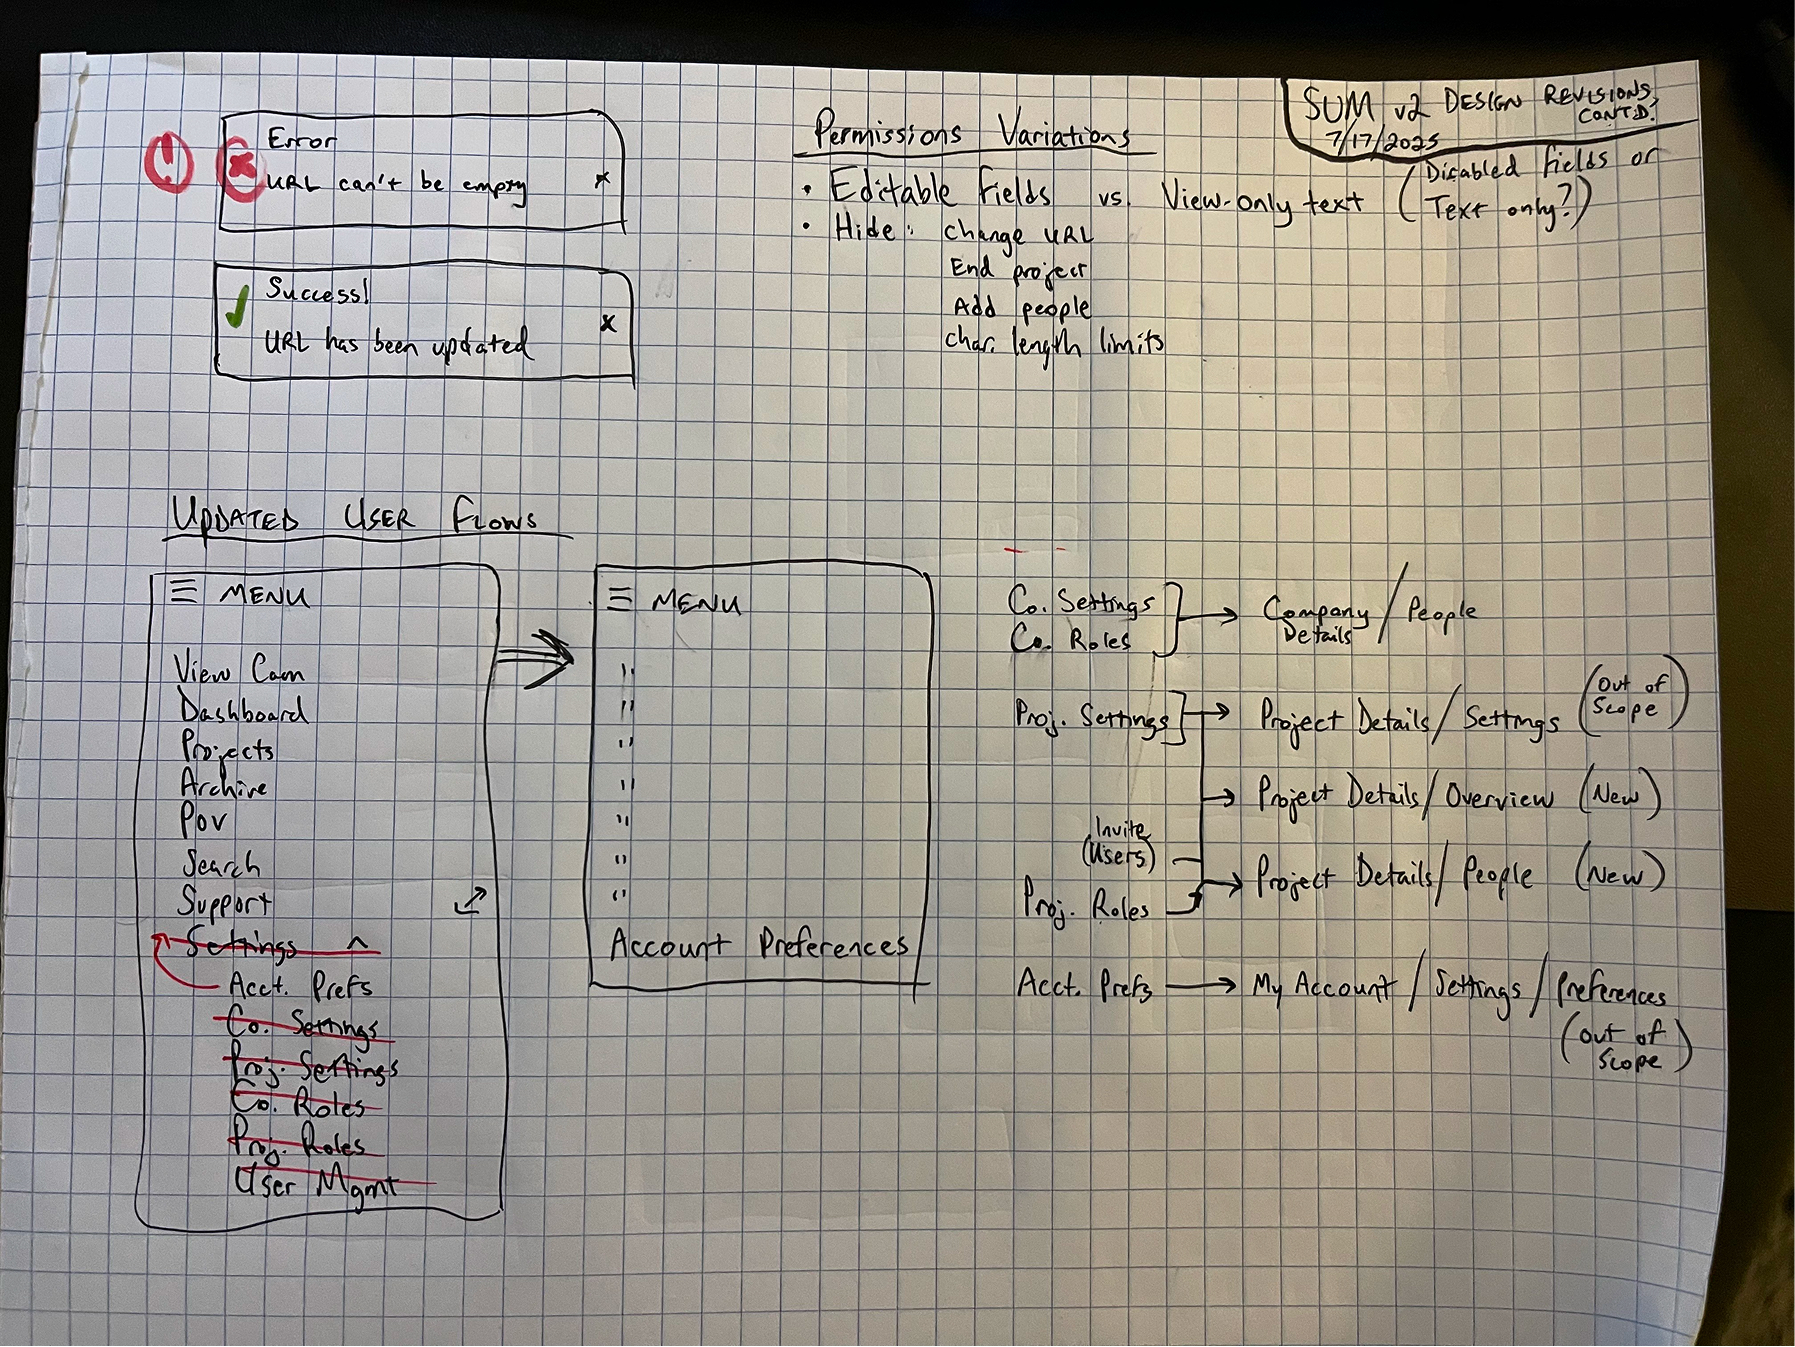 SUM v2 DESIGN REVISIONS,
CONT'D.
7/17/2025
Error
URL can't be empty x
Success!
URL has been updated x
Permissions Variations
• Editable fields vs. View-only text (Disabled fields or
Text only?)
• Hide: change URL
End project
Add people
char. length limits
UPDATED USER FLOWS
MENU
View Cam
Dashboard
Projects
Archive
Pov
Search
Support
Settings ^
Acct. Prefs
Co. Settings
Proj. Settings
Co. Roles
Proj. Roles
User Mgmt
MENU
"
"
"
"
"
"
"
Account Preferences
Co. Settings
Co. Roles
Company / People
Details
Proj. Settings
Project Details / Settings (Out of
Scope)
Project Details / Overview (New)
Invite
(Users)
Project Details / People (New)
Proj. Roles
Acct. Prefs
My Account / Settings / Preferences
(out of
Scope)